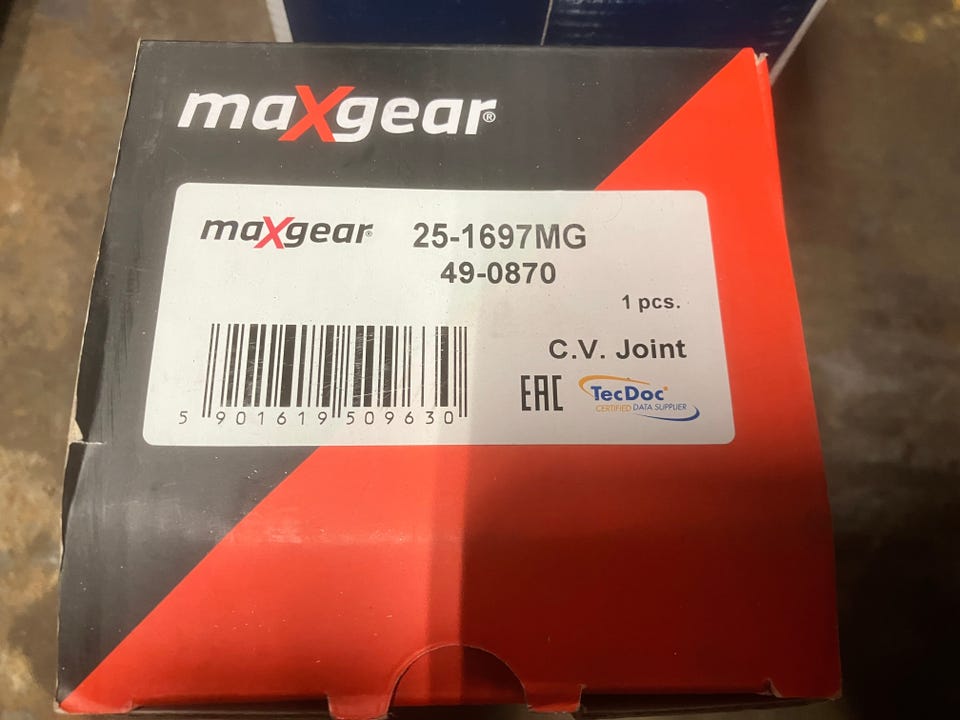 maXgear®
maXgear® 25-1697MG
49-0870
1 pcs.
C.V. Joint
EAC TecDoc®
CERTIFIED DATA SUPPLIER
5 901619 509630